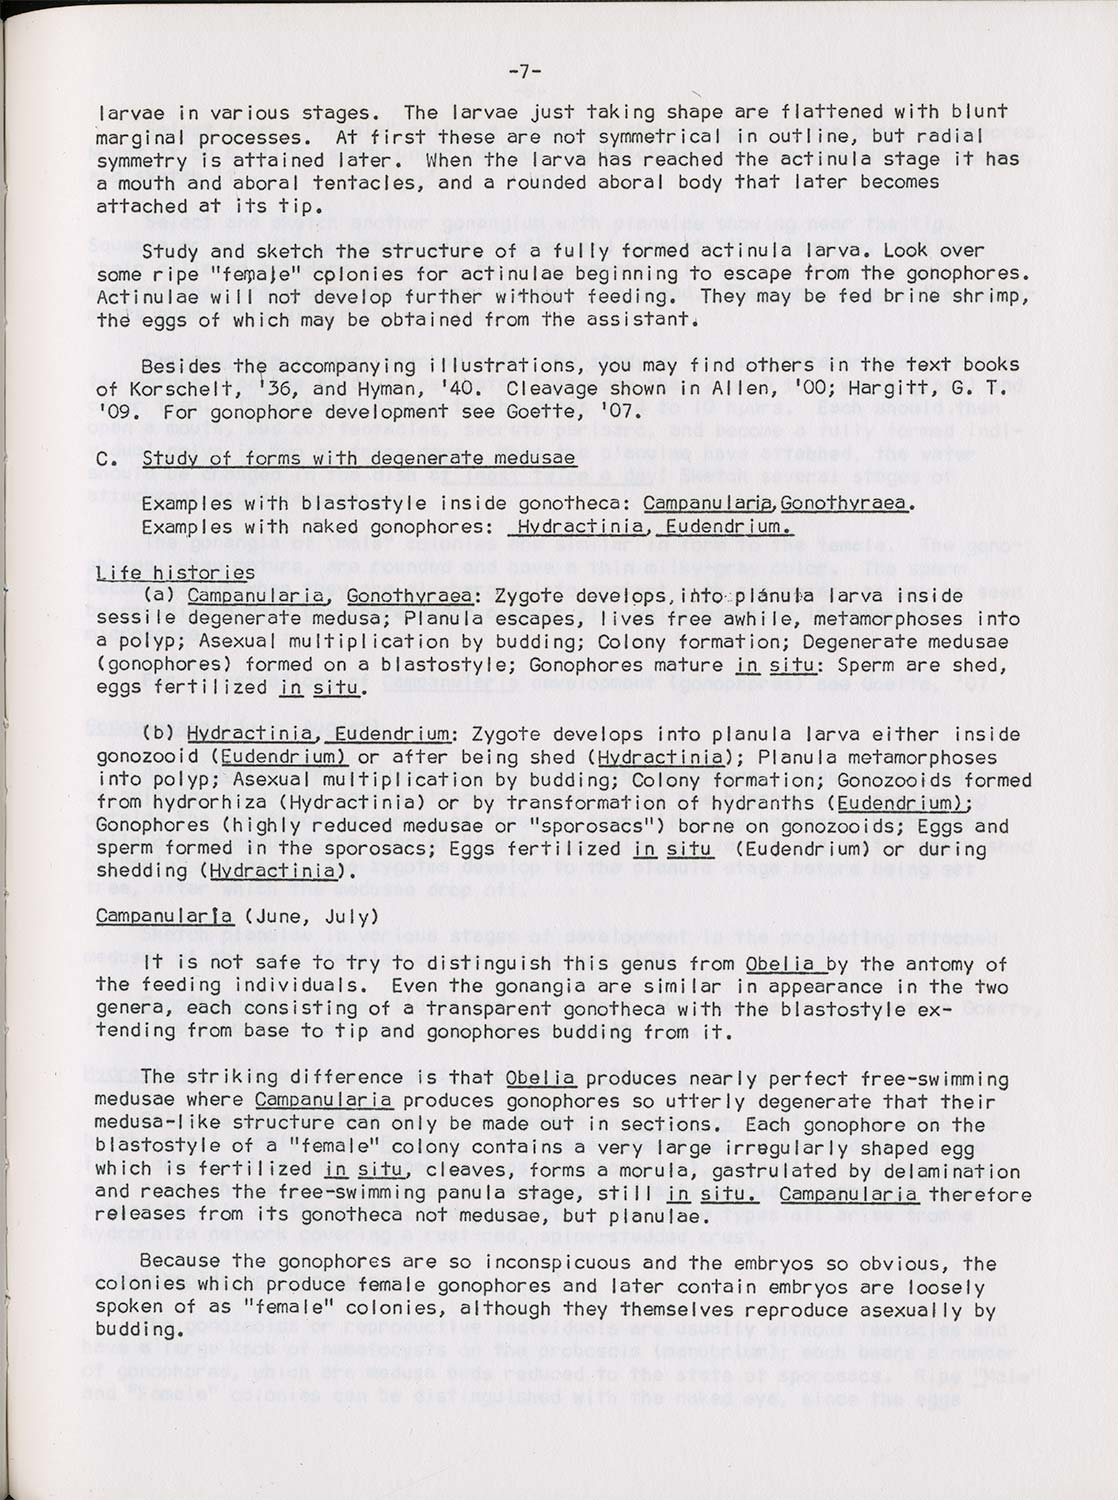 -7-
larvae in various stages. The larvae just taking shape are flattened with blunt
marginal processes. At first these are not symmetrical in outline, but radial
symmetry is attained later. When the larva has reached the actinula stage it has
a mouth and aboral tentacles, and a rounded aboral body that later becomes
attached at its tip.
Study and sketch the structure of a fully formed actinula larva. Look over
some ripe "female" colonies for actinulae beginning to escape from the gonophores.
Actinulae will not develop further without feeding. They may be fed brine shrimp,
the eggs of which may be obtained from the assistant.
Besides the accompanying illustrations, you may find others in the text books
of Korschelt, '36, and Hyman, '40. Cleavage shown in Allen, '00; Hargitt, G. T.
'09. For gonophore development see Goette, '07.
C. Study of forms with degenerate medusae
Examples with blastostyle inside gonotheca: Campanularia, Gonothyraea.
Examples with naked gonophores: Hydractinia, Eudendrium.
Life histories
(a) Campanularia, Gonothyraea: Zygote develops into planula larva inside
sessile degenerate medusa; Planula escapes, lives free awhile, metamorphoses into
a polyp; Asexual multiplication by budding; Colony formation; Degenerate medusae
(gonophores) formed on a blastostyle; Gonophores mature in situ: Sperm are shed,
eggs fertilized in situ.
(b) Hydractinia, Eudendrium: Zygote develops into planula larva either inside
gonozooid (Eudendrium) or after being shed (Hydractinia); Planula metamorphoses
into polyp; Asexual multiplication by budding; Colony formation; Gonozooids formed
from hydrorhiza (Hydractinia) or by transformation of hydranths (Eudendrium);
Gonophores (highly reduced medusae or "sporosacs") borne on gonozooids; Eggs and
sperm formed in the sporosacs; Eggs fertilized in situ (Eudendrium) or during
shedding (Hydractinia).
Campanularia (June, July)
It is not safe to try to distinguish this genus from Obelia by the antomy of
the feeding individuals. Even the gonangia are similar in appearance in the two
genera, each consisting of a transparent gonotheca with the blastostyle ex-
tending from base to tip and gonophores budding from it.
The striking difference is that Obelia produces nearly perfect free-swimming
medusae where Campanularia produces gonophores so utterly degenerate that their
medusa-like structure can only be made out in sections. Each gonophore on the
blastostyle of a "female" colony contains a very large irregularly shaped egg
which is fertilized in situ, cleaves, forms a morula, gastrulated by delamination
and reaches the free-swimming panula stage, still in situ. Campanularia therefore
releases from its gonotheca not medusae, but planulae.
Because the gonophores are so inconspicuous and the embryos so obvious, the
colonies which produce female gonophores and later contain embryos are loosely
spoken of as "female" colonies, although they themselves reproduce asexually by
budding.